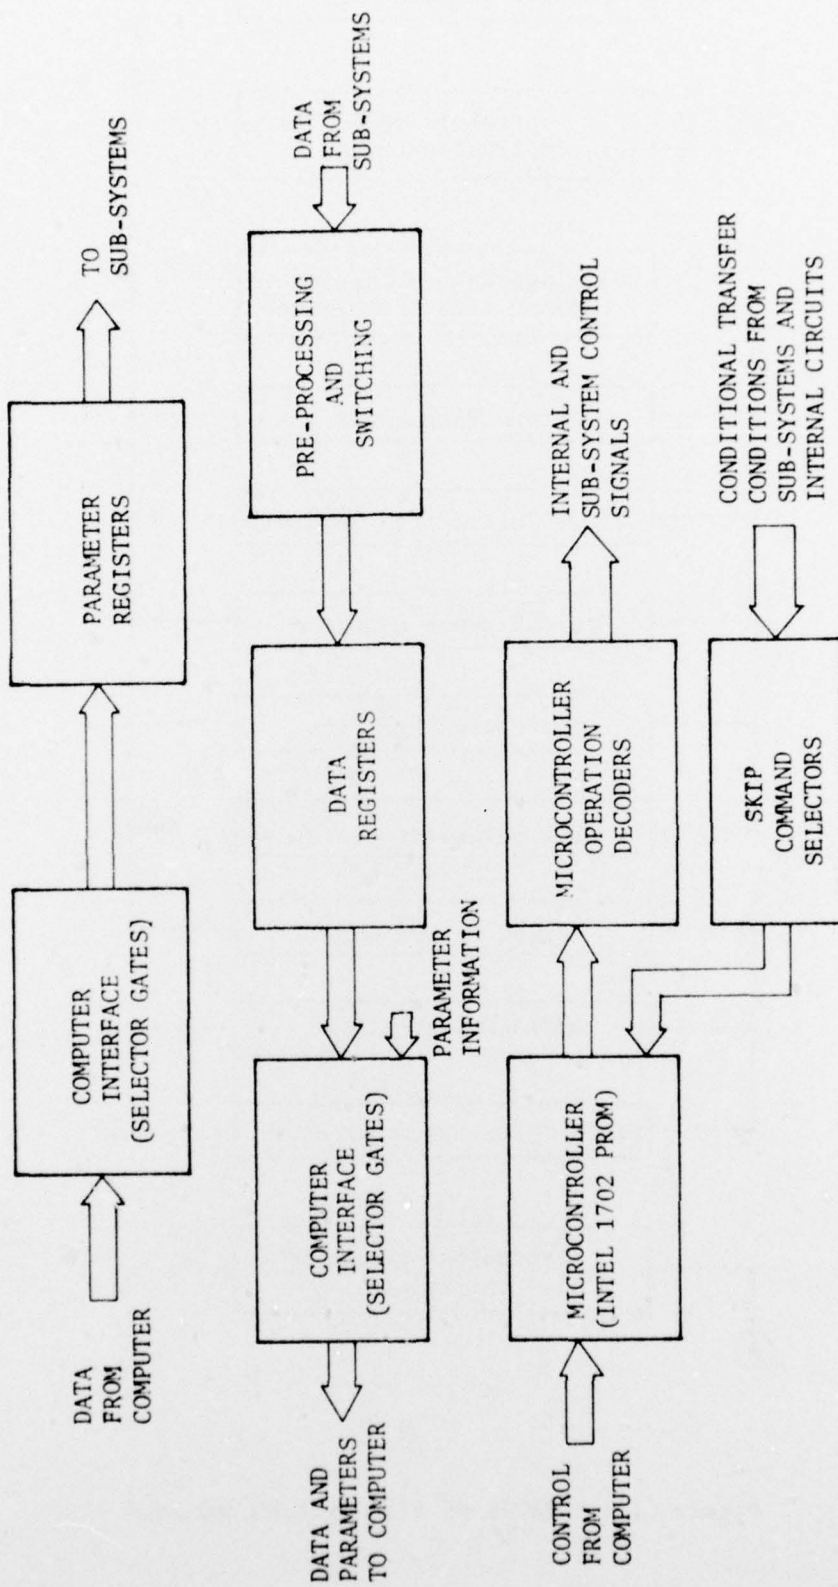 DATA
FROM
COMPUTER
COMPUTER
INTERFACE
(SELECTOR GATES)
PARAMETER
REGISTERS
TO
SUB-SYSTEMS
DATA AND
PARAMETERS
TO COMPUTER
COMPUTER
INTERFACE
(SELECTOR GATES)
PARAMETER
INFORMATION
DATA
REGISTERS
PRE-PROCESSING
AND
SWITCHING
DATA
FROM
SUB-SYSTEMS
CONTROL
FROM
COMPUTER
MICROCONTROLLER
(INTEL 1702 PROM)
MICROCONTROLLER
OPERATION
DECODERS
INTERNAL AND
SUB-SYSTEM CONTROL
SIGNALS
SKIP
COMMAND
SELECTORS
CONDITIONAL TRANSFER
CONDITIONS FROM
SUB-SYSTEMS AND
INTERNAL CIRCUITS